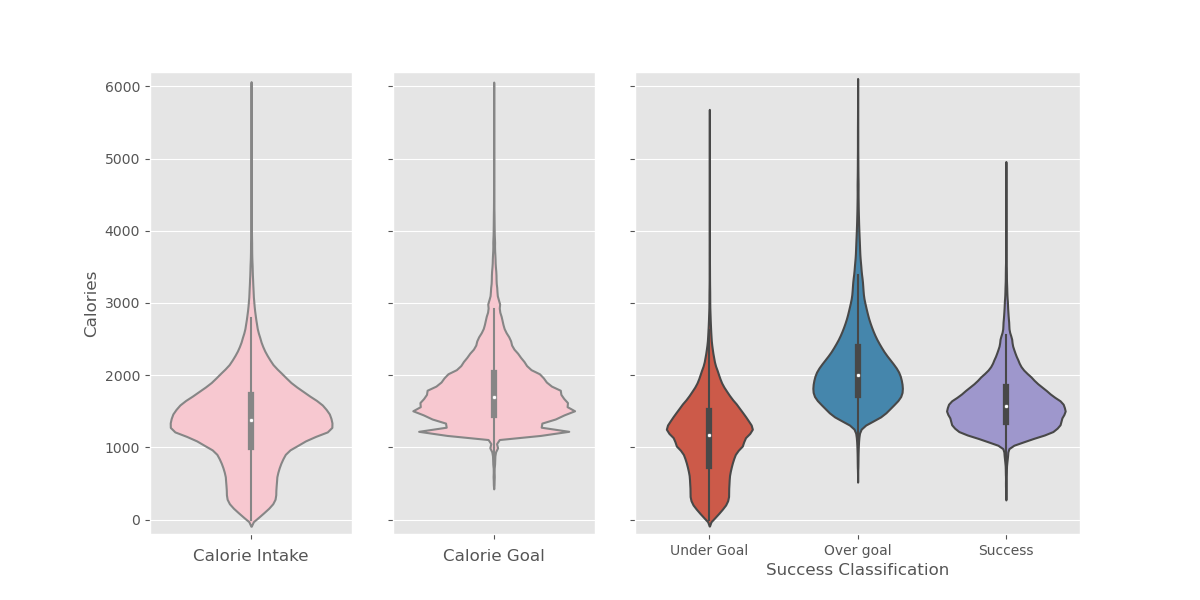 6000
5000
4000
3000
2000
1000
0
Calories
Calorie Intake
Calorie Goal
Under Goal
Over goal
Success
Success Classification